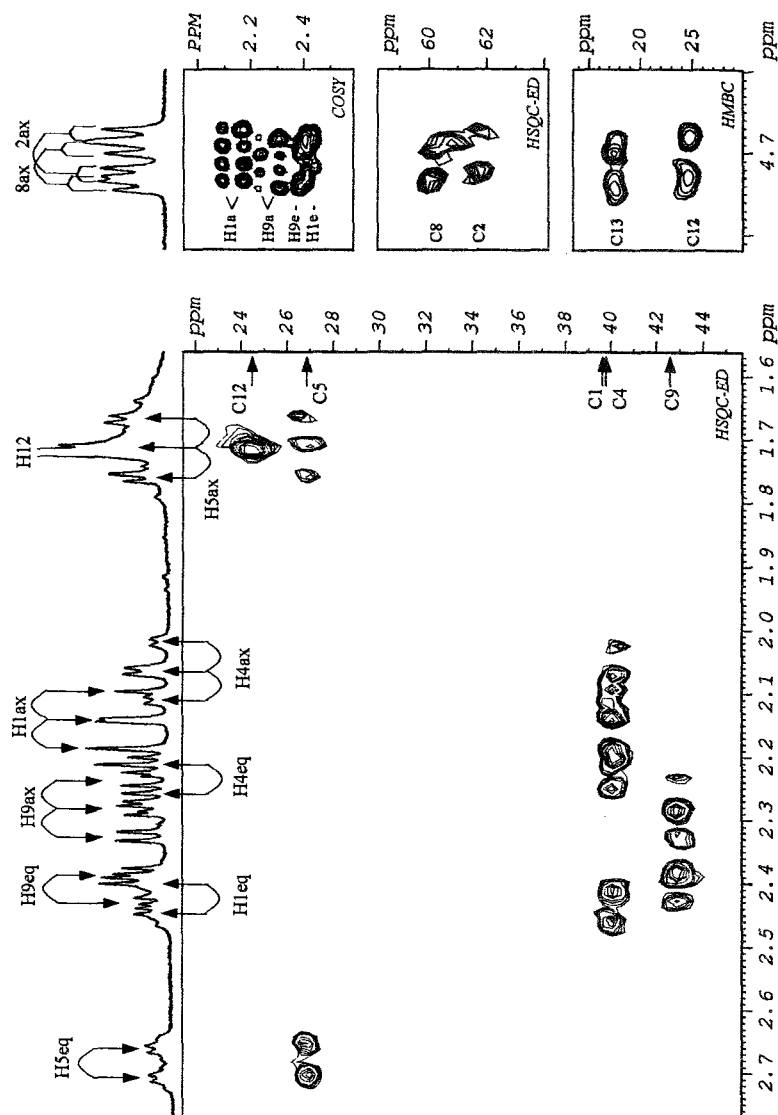 8ax 2ax
PPM 2.2 2.4
H1a <
H9a <
H9e -
H1e -
COSY
ppm 60 62
C8 C2
HSQC-ED
20 25
C13 C12
HMBC
4.7 ppm
H12
H5ax
H1ax
H4ax
H9ax
H4eq
H9eq
H1eq
H5eq
ppm 24 26 28 30 32 34 36 38 40 42 44
C12 C5 C1 C4 C9
HSQC-ED
ppm 1.6 1.7 1.8 1.9 2.0 2.1 2.2 2.3 2.4 2.5 2.6 2.7